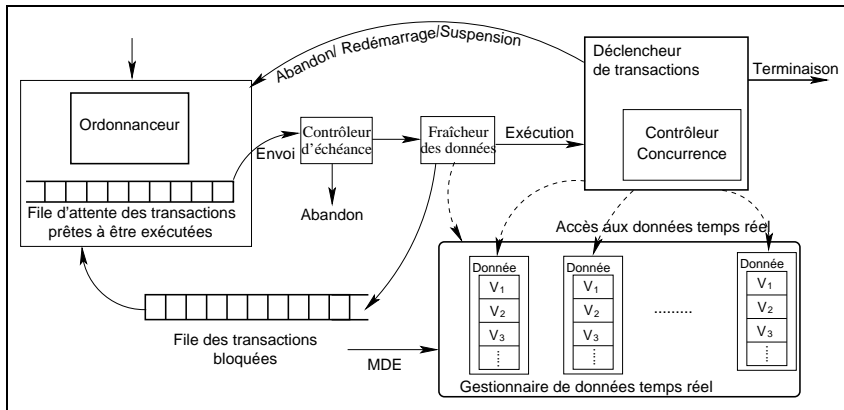 Abandon/ Redémarrage/Suspension
Déclencheur
de transactions
Terminaison
Ordonnanceur
Envoi
Contrôleur
d'échéance
Fraîcheur
des données
Exécution
Contrôleur
Concurrence
File d'attente des transactions
prêtes à être exécutées
Abandon
Accès aux données temps réel
Donnée
V1
V2
V3
Donnée
V1
V2
V3
.........
Donnée
V1
V2
V3
File des transactions
bloquées
MDE
Gestionnaire de données temps réel